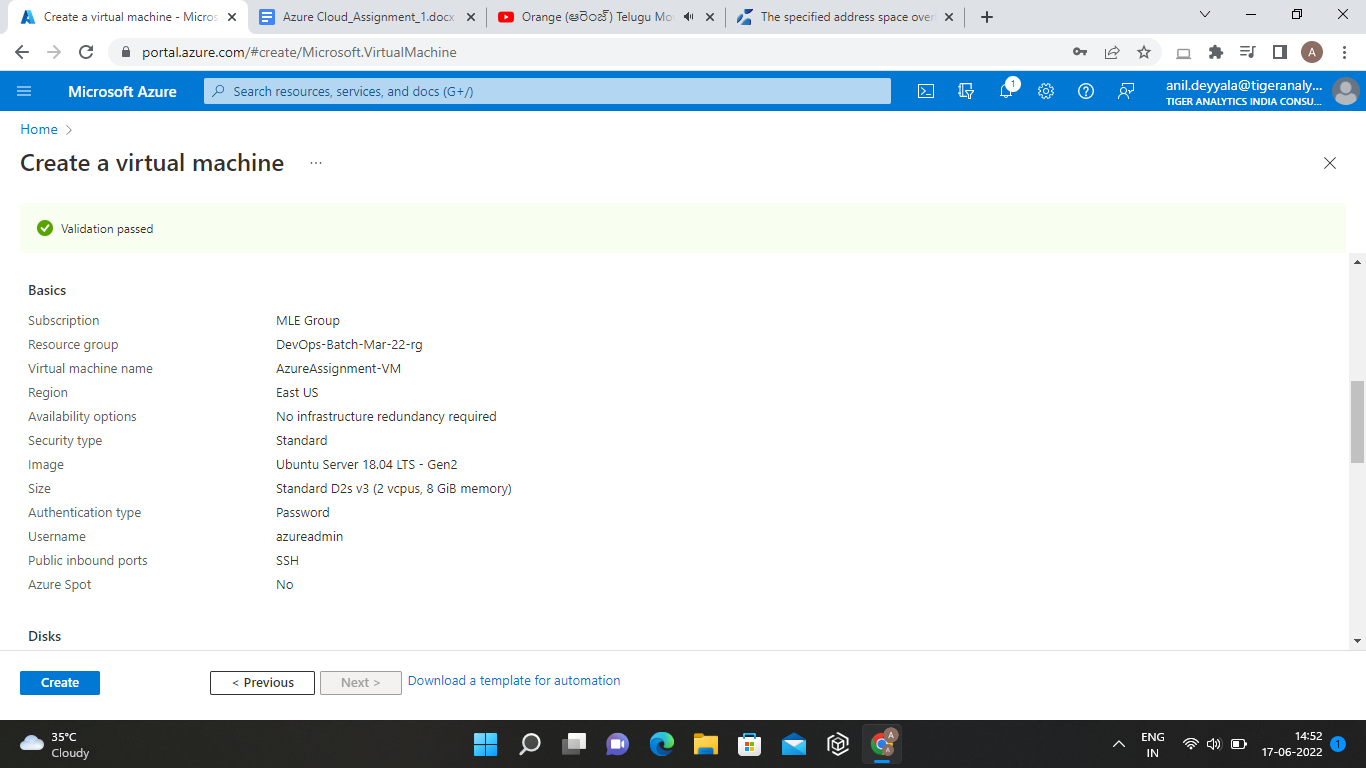 Create a virtual machine - Micros
Azure Cloud_Assignment_1.docx
Orange (ఆరెంజ్) Telugu Mov
The specified address space over
portal.azure.com/#create/Microsoft.VirtualMachine
A
Microsoft Azure
Search resources, services, and docs (G+/)
1
anil.deyyala@tigeranaly...
TIGER ANALYTICS INDIA CONSU...
Home >
Create a virtual machine ...
Validation passed
Basics
Subscription MLE Group
Resource group DevOps-Batch-Mar-22-rg
Virtual machine name AzureAssignment-VM
Region East US
Availability options No infrastructure redundancy required
Security type Standard
Image Ubuntu Server 18.04 LTS - Gen2
Size Standard D2s v3 (2 vcpus, 8 GiB memory)
Authentication type Password
Username azureadmin
Public inbound ports SSH
Azure Spot No
Disks
Create < Previous Next > Download a template for automation
35°C
Cloudy
A
A
ENG
IN
14:52
17-06-2022
1